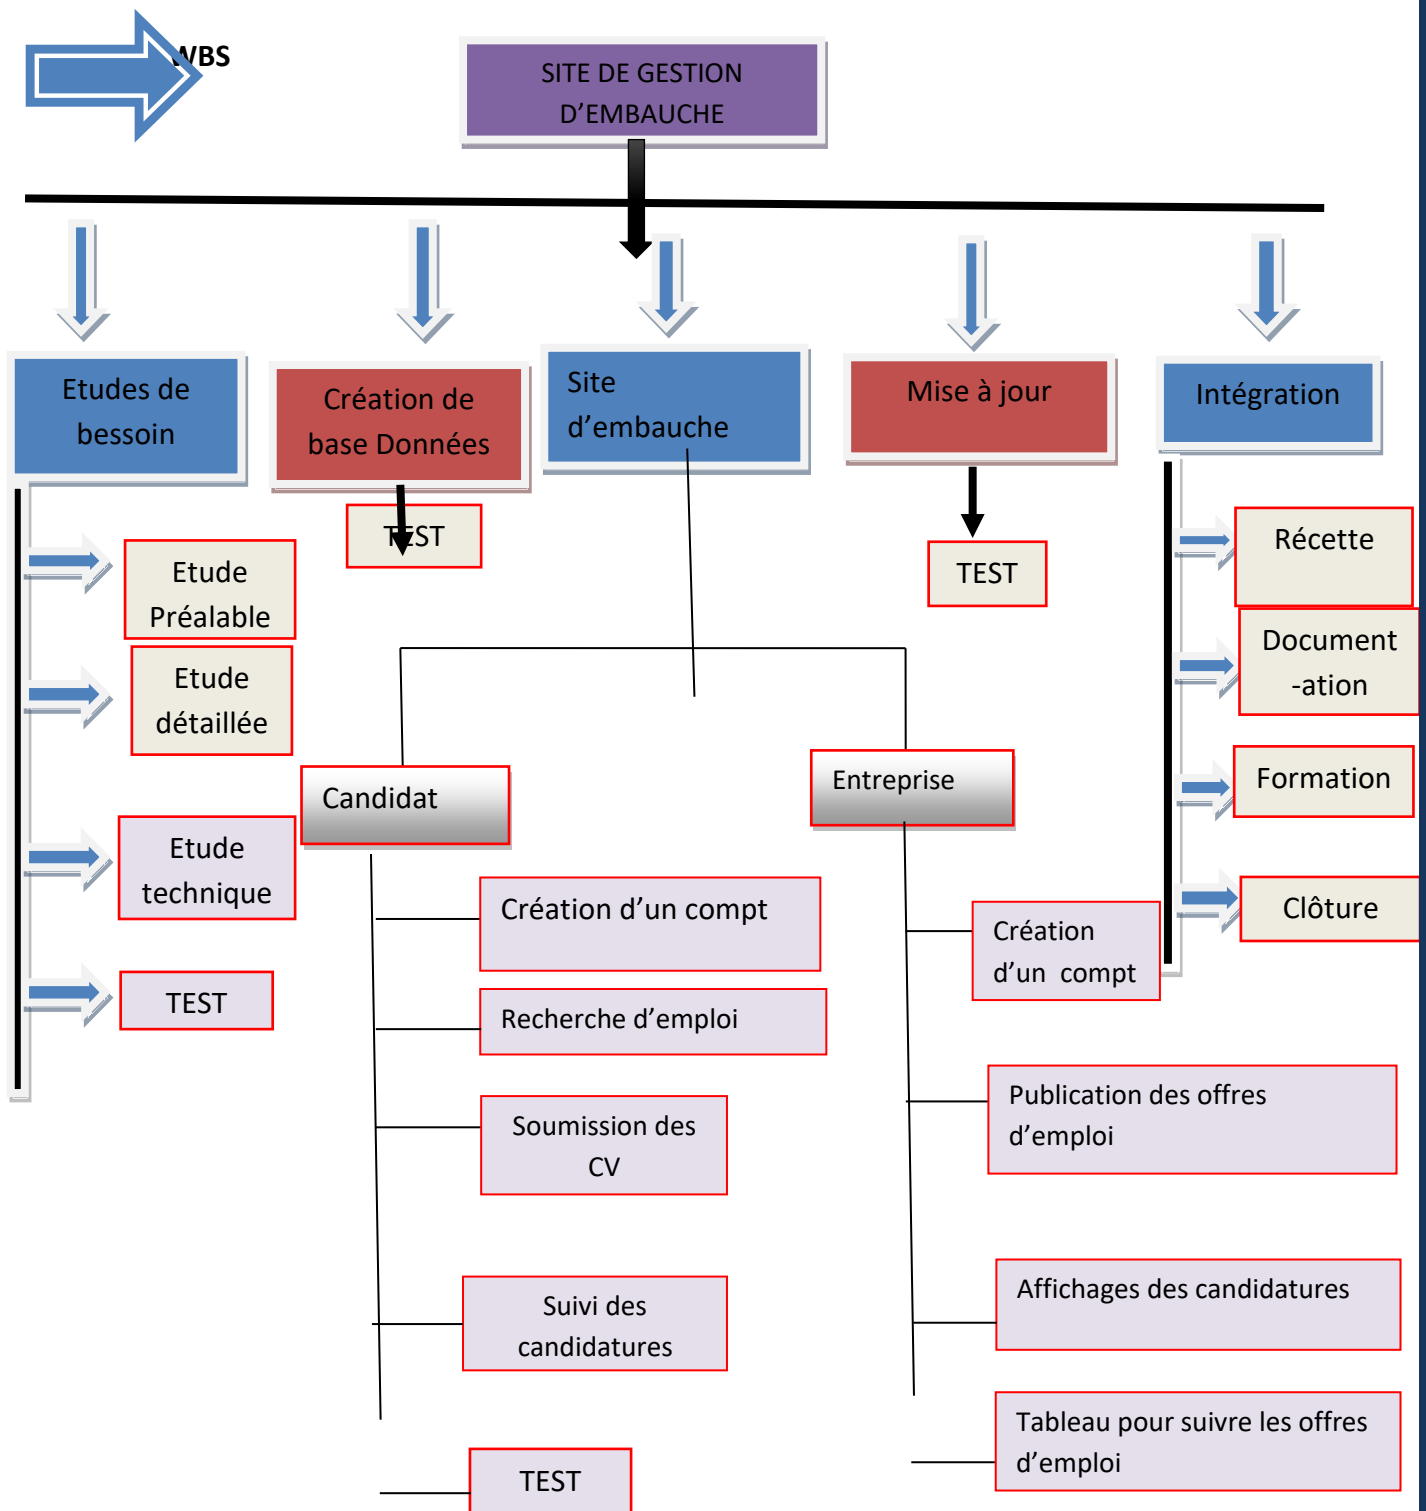 WBS
SITE DE GESTION
D’EMBAUCHE
Etudes de
bessoin
Création de
base Données
Site
d’embauche
Mise à jour
Intégration
TEST
TEST
Etude
Préalable
Etude
détaillée
Etude
technique
TEST
Candidat
Création d’un compt
Recherche d’emploi
Soumission des
CV
Suivi des
candidatures
TEST
Entreprise
Création
d’un  compt
Publication des offres
d’emploi
Affichages des candidatures
Tableau pour suivre les offres
d’emploi
Récette
Document
-ation
Formation
Clôture